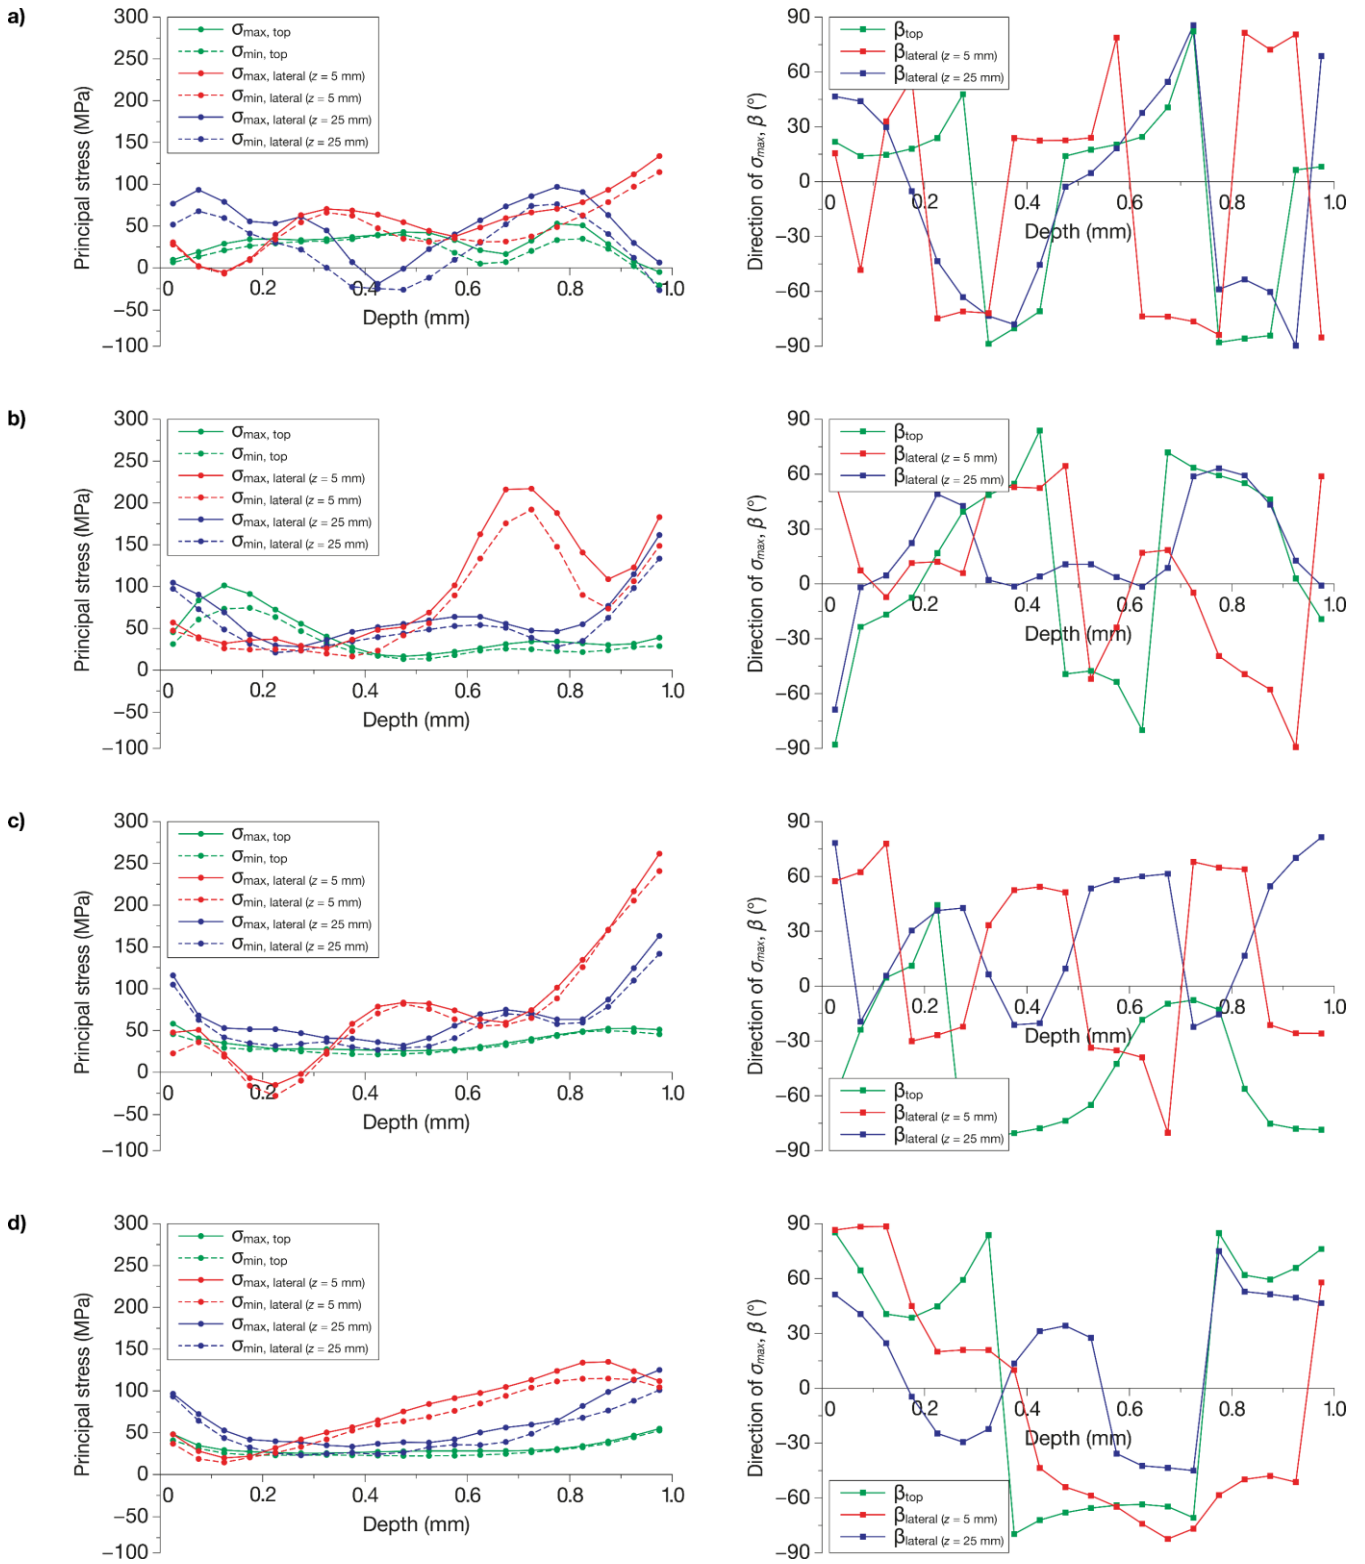 a)
300
250
200
150
100
50
0
−50
−100
Principal stress (MPa)
σmax, top
σmin, top
σmax, lateral (z = 5 mm)
σmin, lateral (z = 5 mm)
σmax, lateral (z = 25 mm)
σmin, lateral (z = 25 mm)
0 0.2 0.4 0.6 0.8 1.0
Depth (mm)
90
60
30
0
−30
−60
−90
Direction of σmax, β (°)
βtop
βlateral (z = 5 mm)
βlateral (z = 25 mm)
0.2 0.4 0.6 0.8 1.0
Depth (mm)
b)
300
250
200
150
100
50
0
−50
−100
Principal stress (MPa)
σmax, top
σmin, top
σmax, lateral (z = 5 mm)
σmin, lateral (z = 5 mm)
σmax, lateral (z = 25 mm)
σmin, lateral (z = 25 mm)
0 0.2 0.4 0.6 0.8 1.0
Depth (mm)
90
60
30
0
−30
−60
−90
Direction of σmax, β (°)
βtop
βlateral (z = 5 mm)
βlateral (z = 25 mm)
0.2 0.4 0.6 0.8 1.0
Depth (mm)
c)
300
250
200
150
100
50
0
−50
−100
Principal stress (MPa)
σmax, top
σmin, top
σmax, lateral (z = 5 mm)
σmin, lateral (z = 5 mm)
σmax, lateral (z = 25 mm)
σmin, lateral (z = 25 mm)
0 0.2 0.4 0.6 0.8 1.0
Depth (mm)
90
60
30
0
−30
−60
−90
Direction of σmax, β (°)
0.2 0.4 0.6 0.8 1.0
Depth (mm)
βtop
βlateral (z = 5 mm)
βlateral (z = 25 mm)
d)
300
250
200
150
100
50
0
−50
−100
Principal stress (MPa)
σmax, top
σmin, top
σmax, lateral (z = 5 mm)
σmin, lateral (z = 5 mm)
σmax, lateral (z = 25 mm)
σmin, lateral (z = 25 mm)
0 0.2 0.4 0.6 0.8 1.0
Depth (mm)
90
60
30
0
−30
−60
−90
Direction of σmax, β (°)
0.2 0.4 0.6 0.8 1.0
Depth (mm)
βtop
βlateral (z = 5 mm)
βlateral (z = 25 mm)